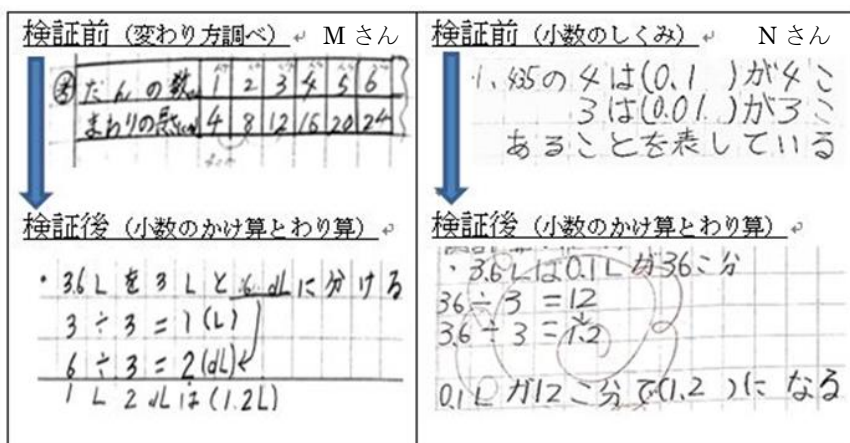 検証前（変わり方調べ） Mさん
考 だんの数 1 2 3 4 5 6
まわりの長さ(cm) 4 8 12 16 20 24
検証後（小数のかけ算とわり算）
・3.6Lを3Lと6dLに分ける
3÷3=1(L)
6÷3=2(dL)
1L2dLは(1.2L)
検証前（小数のしくみ） Nさん
1.435の4は(0.1 )が4こ
3は(0.01 )が3こ
あることを表している
検証後（小数のかけ算とわり算）
・3.6Lは0.1Lが36こ分
36÷3=12
3.6÷3=1.2
0.1Lが12こ分で(1.2 )になる